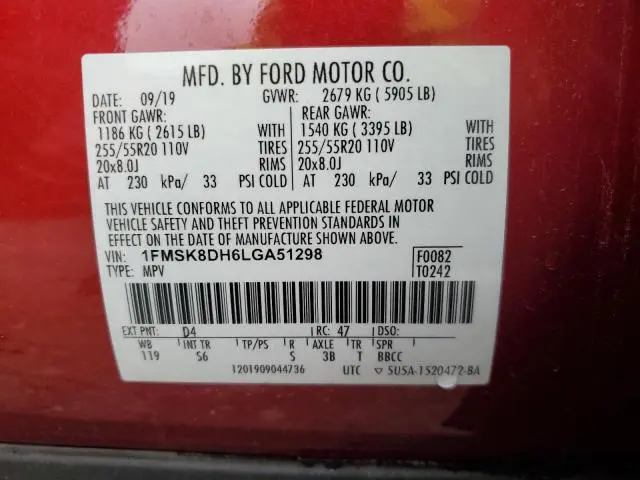 MFD. BY FORD MOTOR CO.
DATE: 09/19 GVWR: 2679 KG (5905 LB)
FRONT GAWR: REAR GAWR:
1186 KG (2615 LB) WITH 1540 KG (3395 LB) WITH
255/55R20 110V TIRES 255/55R20 110V TIRES
20x8.0J RIMS 20x8.0J RIMS
AT 230 kPa/ 33 PSI COLD AT 230 kPa/ 33 PSI COLD
THIS VEHICLE CONFORMS TO ALL APPLICABLE FEDERAL MOTOR
VEHICLE SAFETY AND THEFT PREVENTION STANDARDS IN
EFFECT ON THE DATE OF MANUFACTURE SHOWN ABOVE.
VIN: 1FMSK8DH6LGA51298 F0082
TYPE: MPV T0242
EXT PNT: D4 RC: 47 DSO:
WB INT TR TP/PS R AXLE TR SPR
119 S6 S 3B T BBCC
1201909044736 UTC ▽ 5U5A-1520472-BA